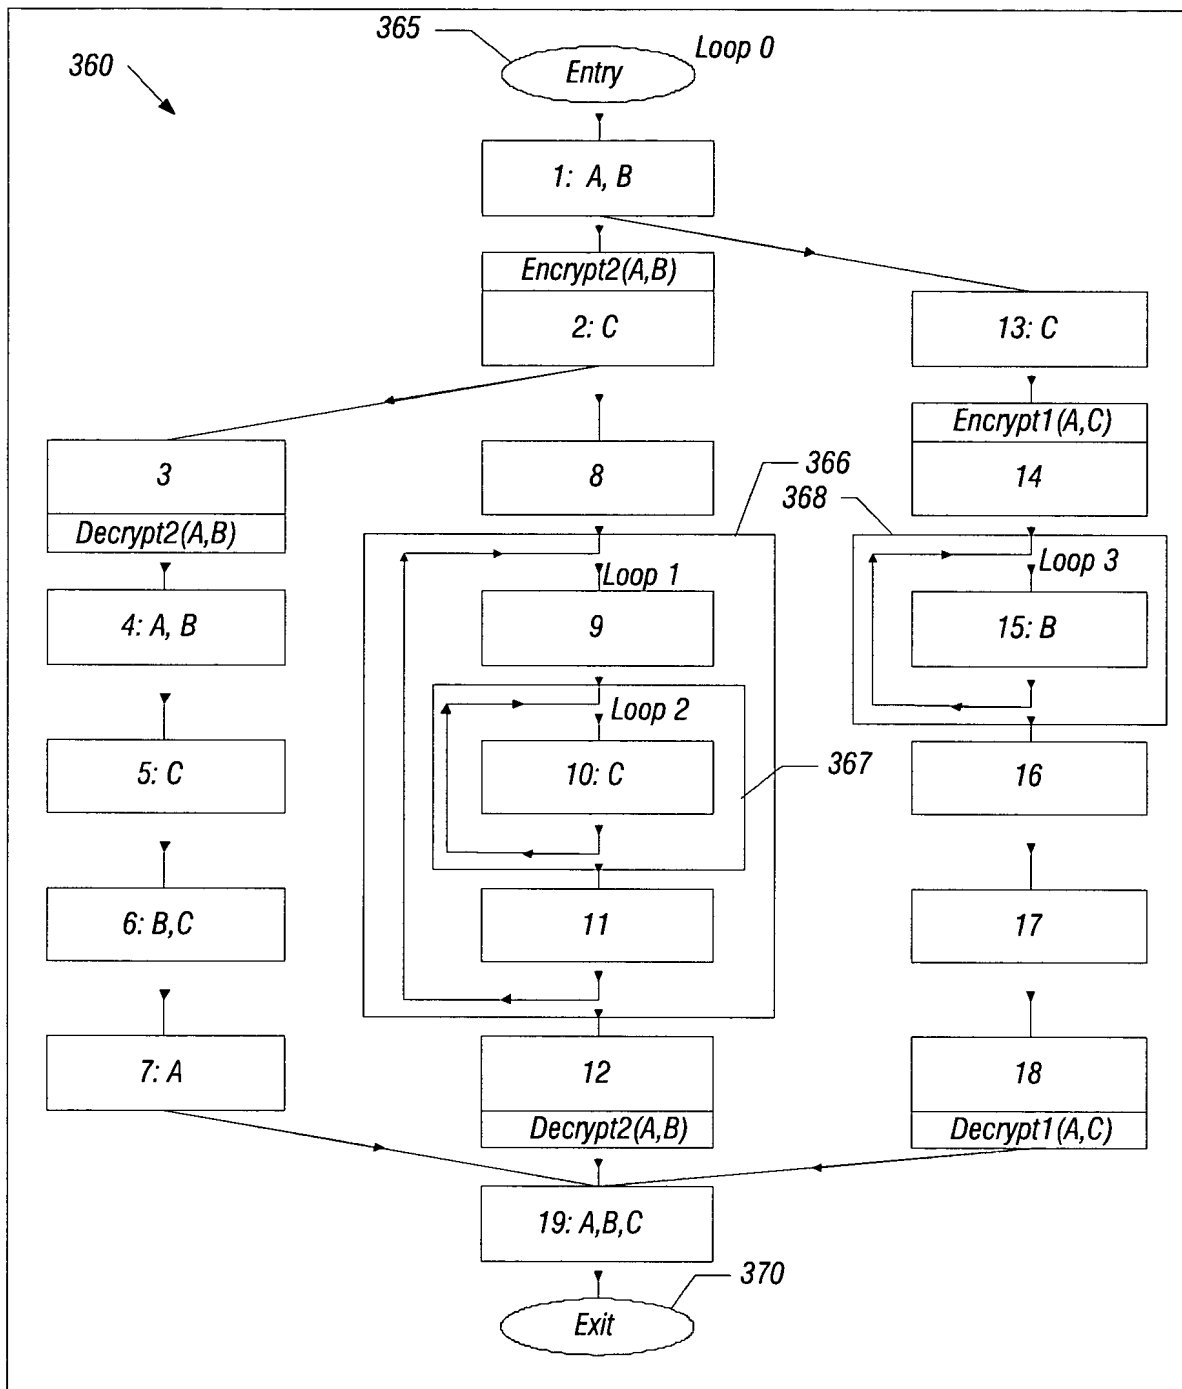 365
Loop 0
360
Entry
1: A, B
Encrypt2(A,B)
2: C
13: C
Encrypt1(A,C)
14
3
Decrypt2(A,B)
8
366
368
Loop 1
Loop 3
4: A, B
9
15: B
Loop 2
5: C
10: C
367
16
6: B,C
11
17
7: A
12
Decrypt2(A,B)
18
Decrypt1(A,C)
19: A,B,C
370
Exit